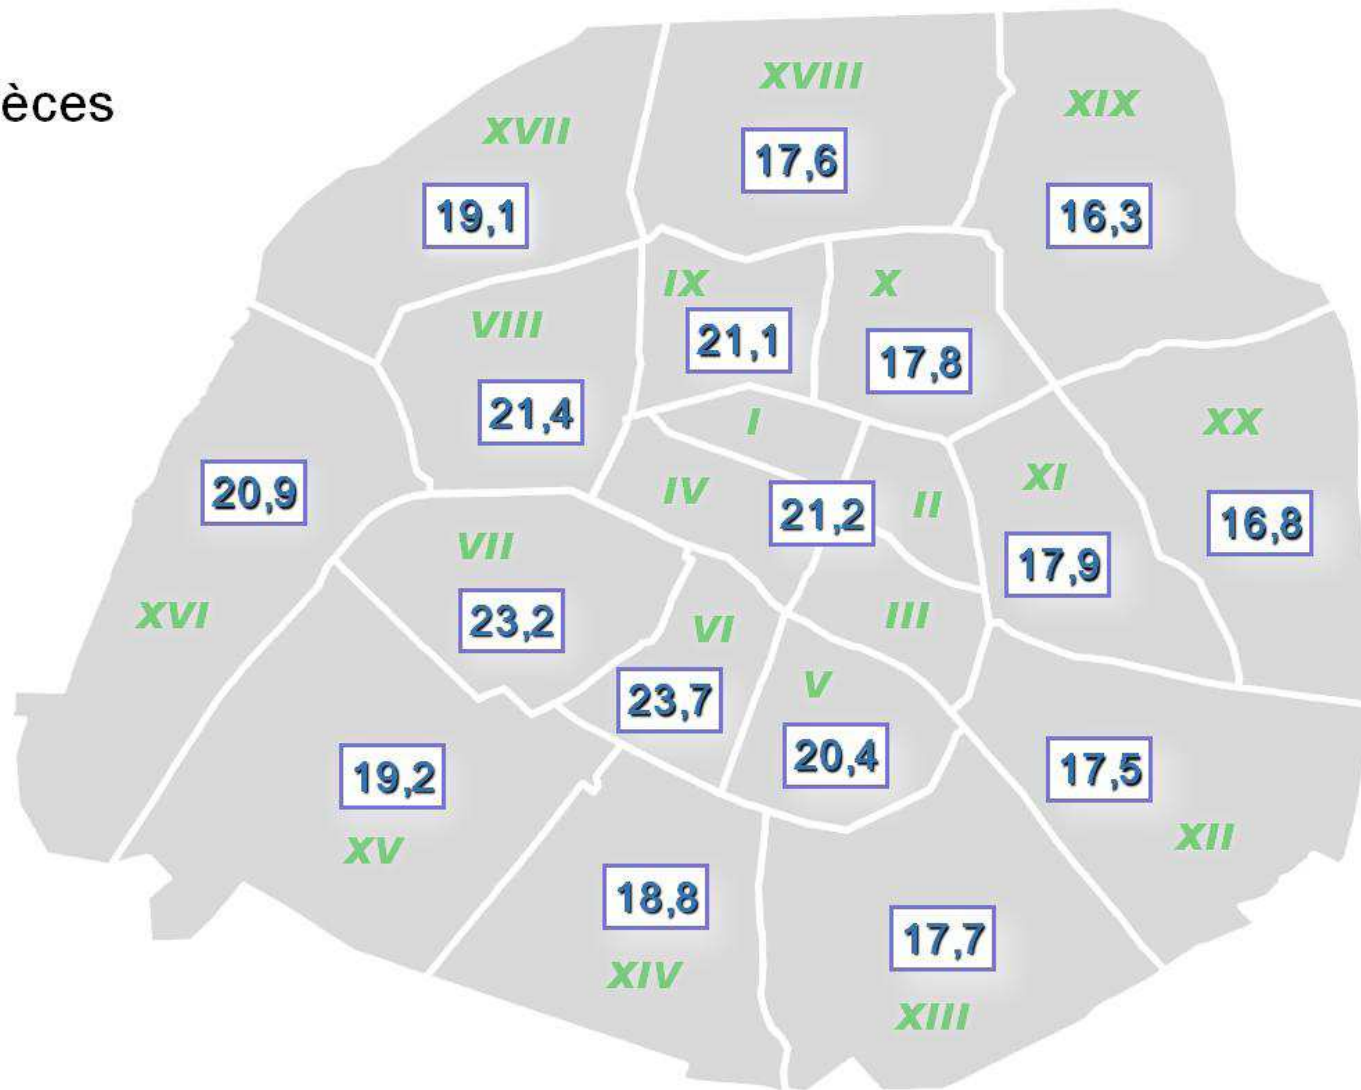 XVIII
èces
XIX
XVII
17,6
19,1
16,3
IX
X
VIII
21,1
17,8
21,4
I
XX
XI
20,9
IV
II
21,2
16,8
VII
17,9
XVI
23,2
VI
III
V
23,7
20,4
17,5
19,2
XV
XII
18,8
17,7
XIV
XIII